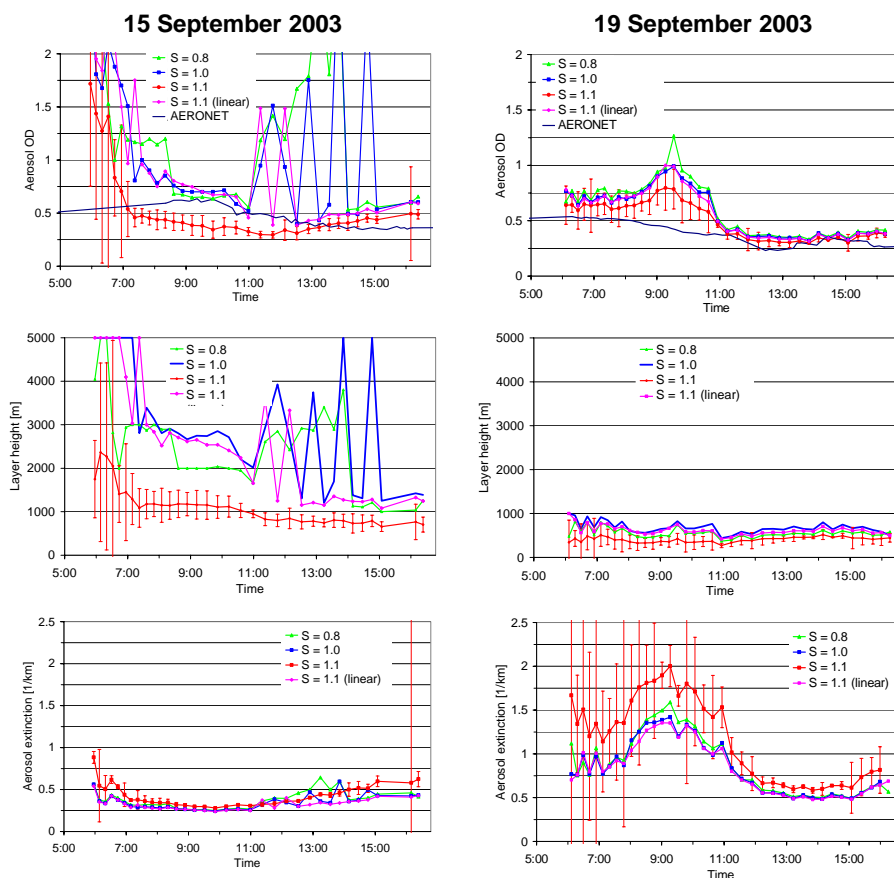 15 September 2003
19 September 2003
2
1.5
1
0.5
0
Aerosol OD
5:00 7:00 9:00 11:00 13:00 15:00
Time
S = 0.8
S = 1.0
S = 1.1
S = 1.1 (linear)
AERONET
2
1.5
1
0.5
0
Aerosol OD
5:00 7:00 9:00 11:00 13:00 15:00
Time
S = 0.8
S = 1.0
S = 1.1
S = 1.1 (linear)
AERONET
5000
4000
3000
2000
1000
0
Layer height [m]
5:00 7:00 9:00 11:00 13:00 15:00
Time
S = 0.8
S = 1.0
S = 1.1
S = 1.1
5000
4000
3000
2000
1000
0
Layer height [m]
5:00 7:00 9:00 11:00 13:00 15:00
Time
S = 0.8
S = 1.0
S = 1.1
S = 1.1 (linear)
2.5
2
1.5
1
0.5
0
Aerosol extinction [1/km]
5:00 7:00 9:00 11:00 13:00 15:00
Time
S = 0.8
S = 1.0
S = 1.1
S = 1.1 (linear)
2.5
2
1.5
1
0.5
0
Aerosol extinction [1/km]
5:00 7:00 9:00 11:00 13:00 15:00
Time
S = 0.8
S = 1.0
S = 1.1
S = 1.1 (linear)